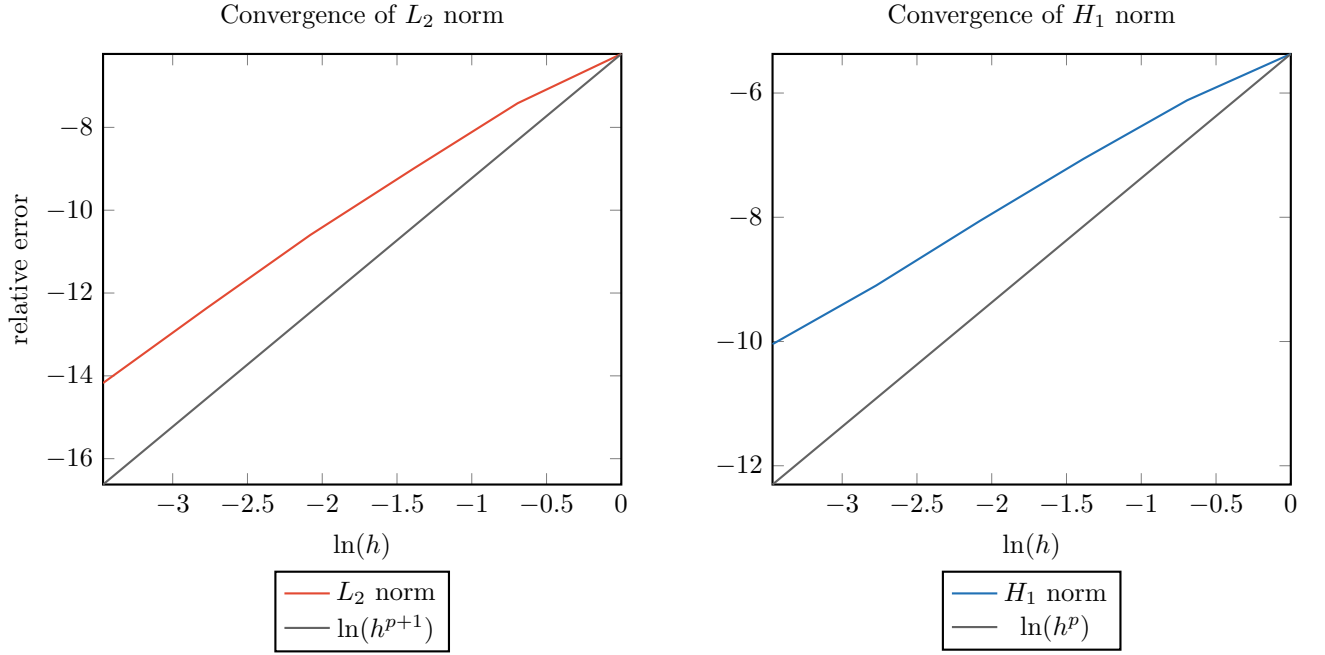 Convergence of L₂ norm
relative error
−8
−10
−12
−14
−16
−3 −2.5 −2 −1.5 −1 −0.5 0
ln(h)
L₂ norm
ln(hᵖ⁺¹)
Convergence of H₁ norm
−6
−8
−10
−12
−3 −2.5 −2 −1.5 −1 −0.5 0
ln(h)
H₁ norm
ln(hᵖ)